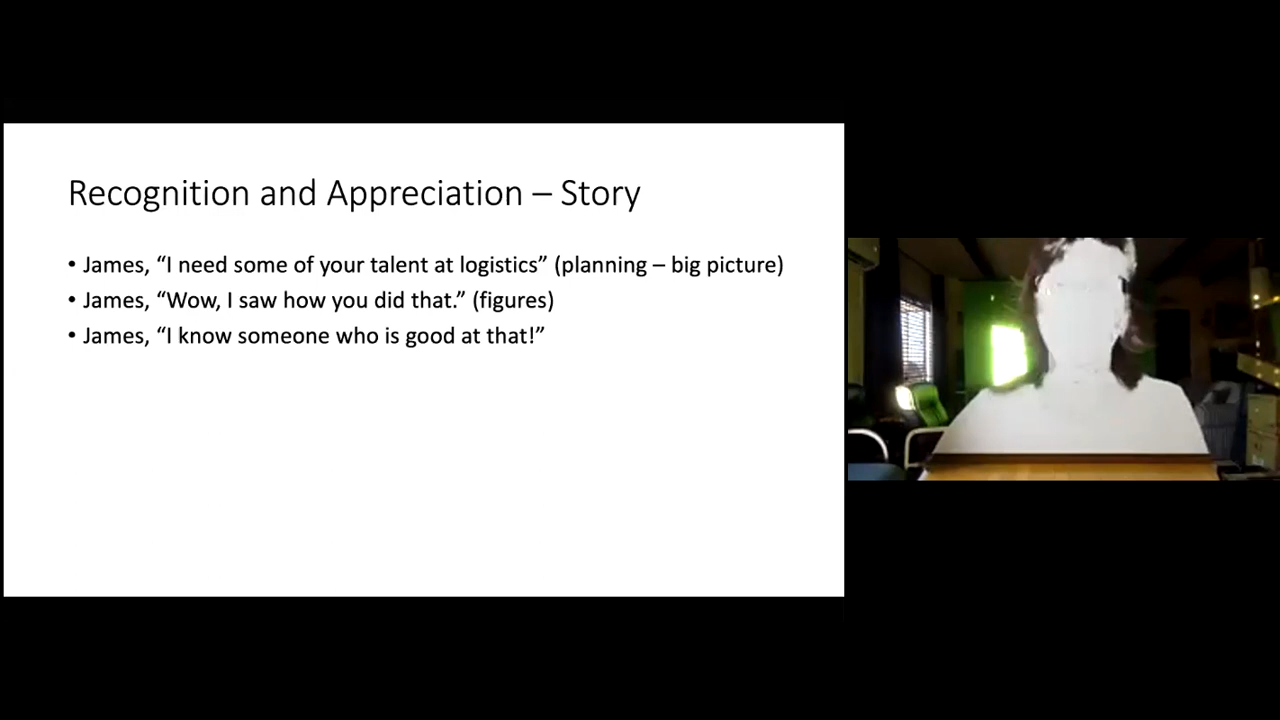 Recognition and Appreciation – Story
• James, “I need some of your talent at logistics” (planning – big picture)
• James, “Wow, I saw how you did that.” (figures)
• James, “I know someone who is good at that!”